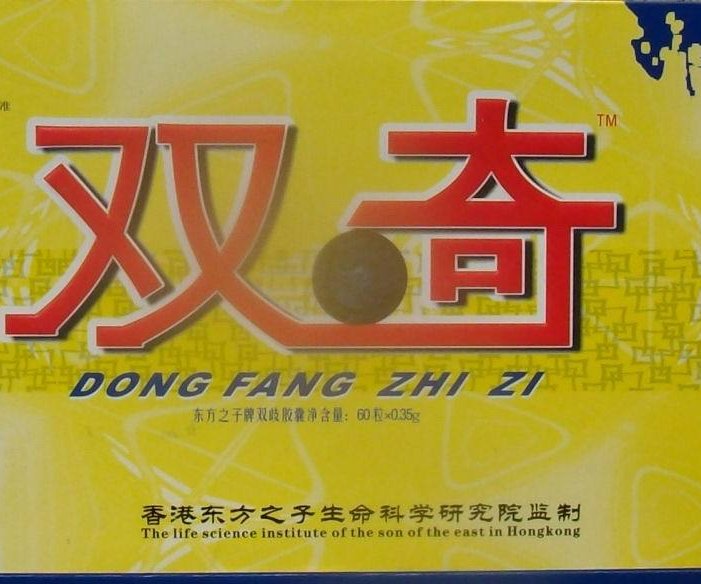 准
双奇
TM
DONG FANG ZHI ZI
东方之子牌双歧胶囊净含量：60粒×0.35g
香港东方之子生命科学研究院监制
The life science institute of the son of the east in Hongkong